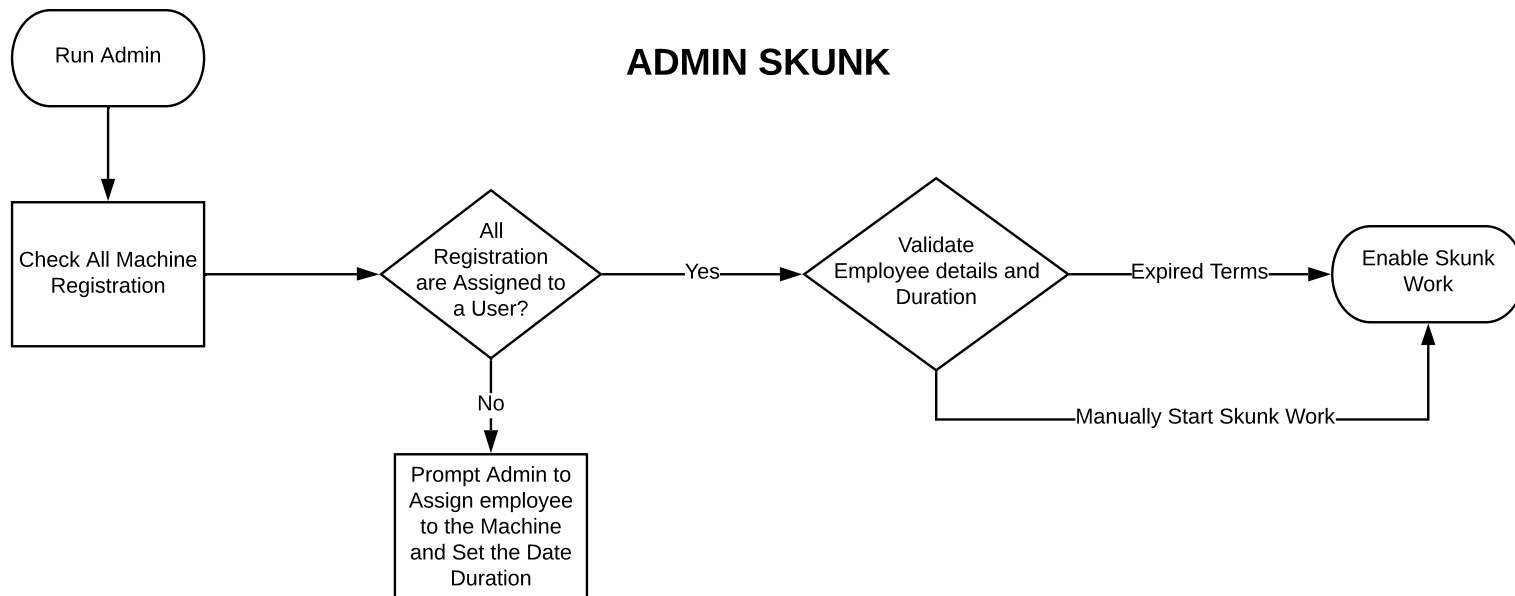 Run Admin
ADMIN SKUNK
Check All Machine
Registration
All
Registration
are Assigned to
a User?
Yes
Validate
Employee details and
Duration
Expired Terms
Enable Skunk
Work
No
Manually Start Skunk Work
Prompt Admin to
Assign employee
to the Machine
and Set the Date
Duration